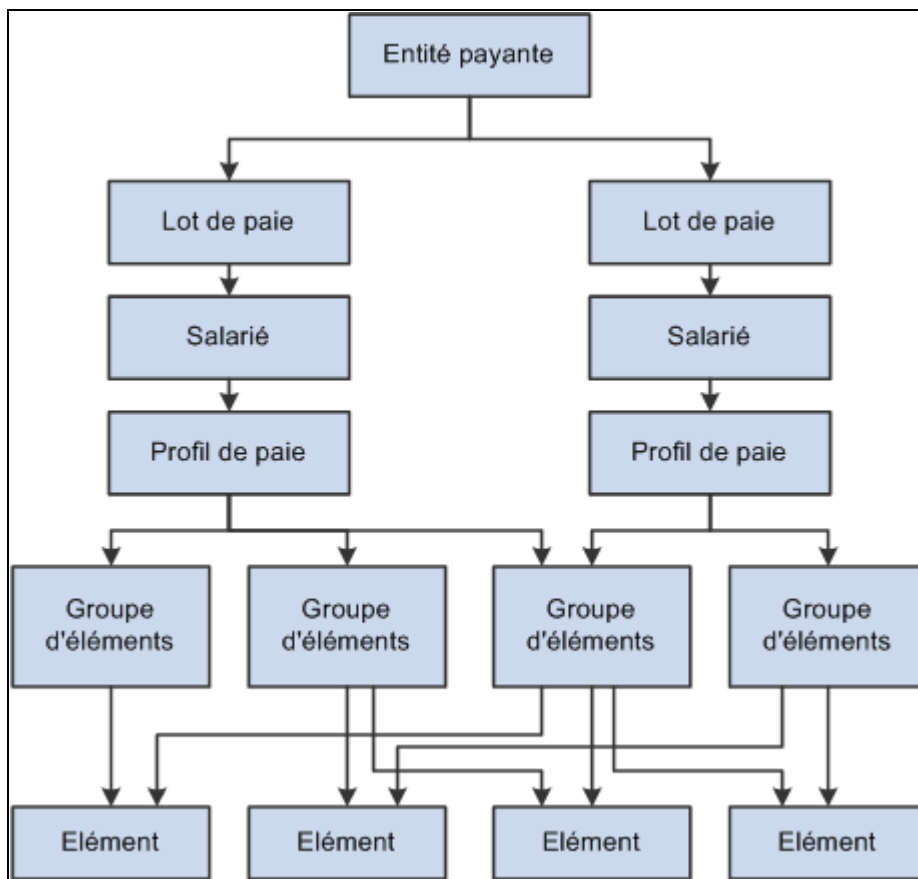 Entité payante
Lot de paie
Lot de paie
Salarié
Salarié
Profil de paie
Profil de paie
Groupe
d'éléments
Groupe
d'éléments
Groupe
d'éléments
Groupe
d'éléments
Elément
Elément
Elément
Elément